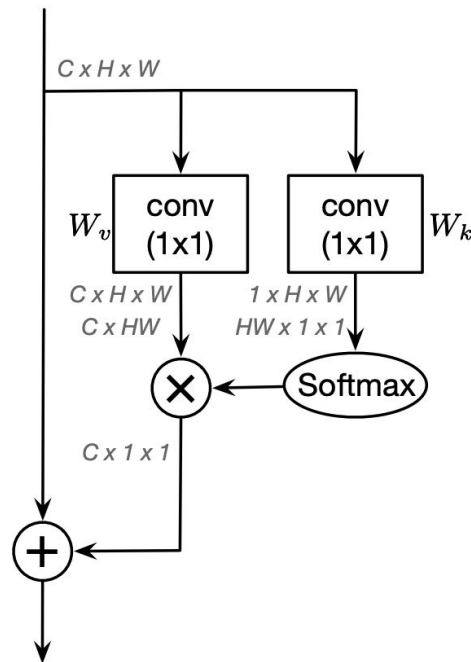 C x H x W
conv
(1x1)
conv
(1x1)
W_v
W_k
C x H x W
C x HW
1 x H x W
HW x 1 x 1
Softmax
×
C x 1 x 1
+